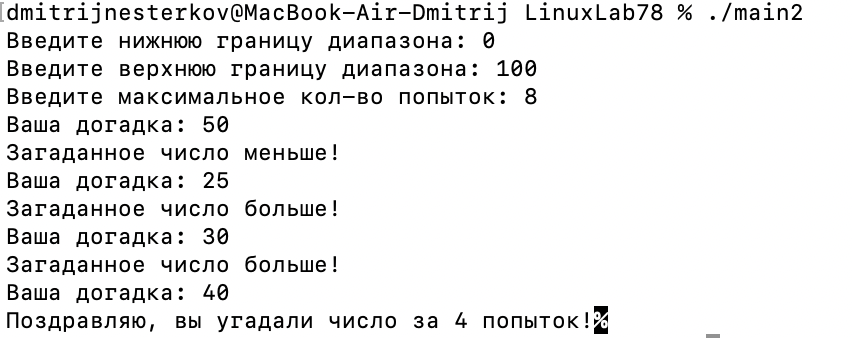 [dmitrijnesterkov@MacBook-Air-Dmitrij LinuxLab78 % ./main2
Введите нижнюю границу диапазона: 0
Введите верхнюю границу диапазона: 100
Введите максимальное кол-во попыток: 8
Ваша догадка: 50
Загаданное число меньше!
Ваша догадка: 25
Загаданное число больше!
Ваша догадка: 30
Загаданное число больше!
Ваша догадка: 40
Поздравляю, вы угадали число за 4 попыток!%